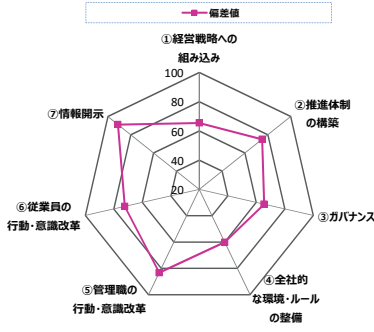 偏差値
①経営戦略への
組み込み
②推進体制
の構築
③ガバナンス
④全社的
な環境・ルール
の整備
⑤管理職の
行動・意識改革
⑥従業員の
行動・意識改革
⑦情報開示
100
80
60
40
20